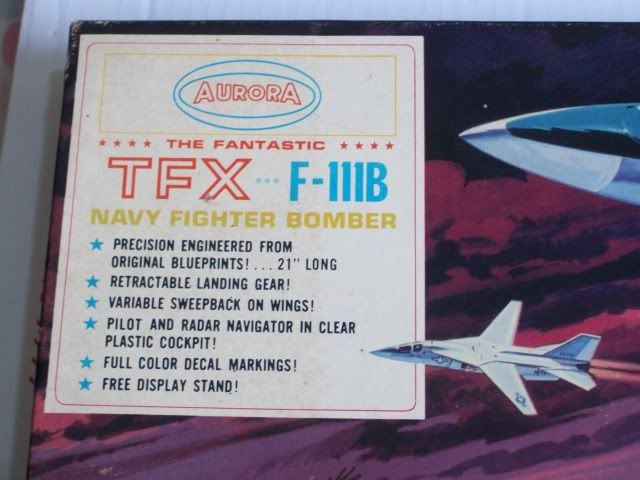 AURORA
★★★★ THE FANTASTIC ★★★★
TFX ... F-111B
NAVY FIGHTER BOMBER
★ PRECISION ENGINEERED FROM
ORIGINAL BLUEPRINTS! ... 21" LONG
★ RETRACTABLE LANDING GEAR!
★ VARIABLE SWEEPBACK ON WINGS!
★ PILOT AND RADAR NAVIGATOR IN CLEAR
PLASTIC COCKPIT!
★ FULL COLOR DECAL MARKINGS!
★ FREE DISPLAY STAND!